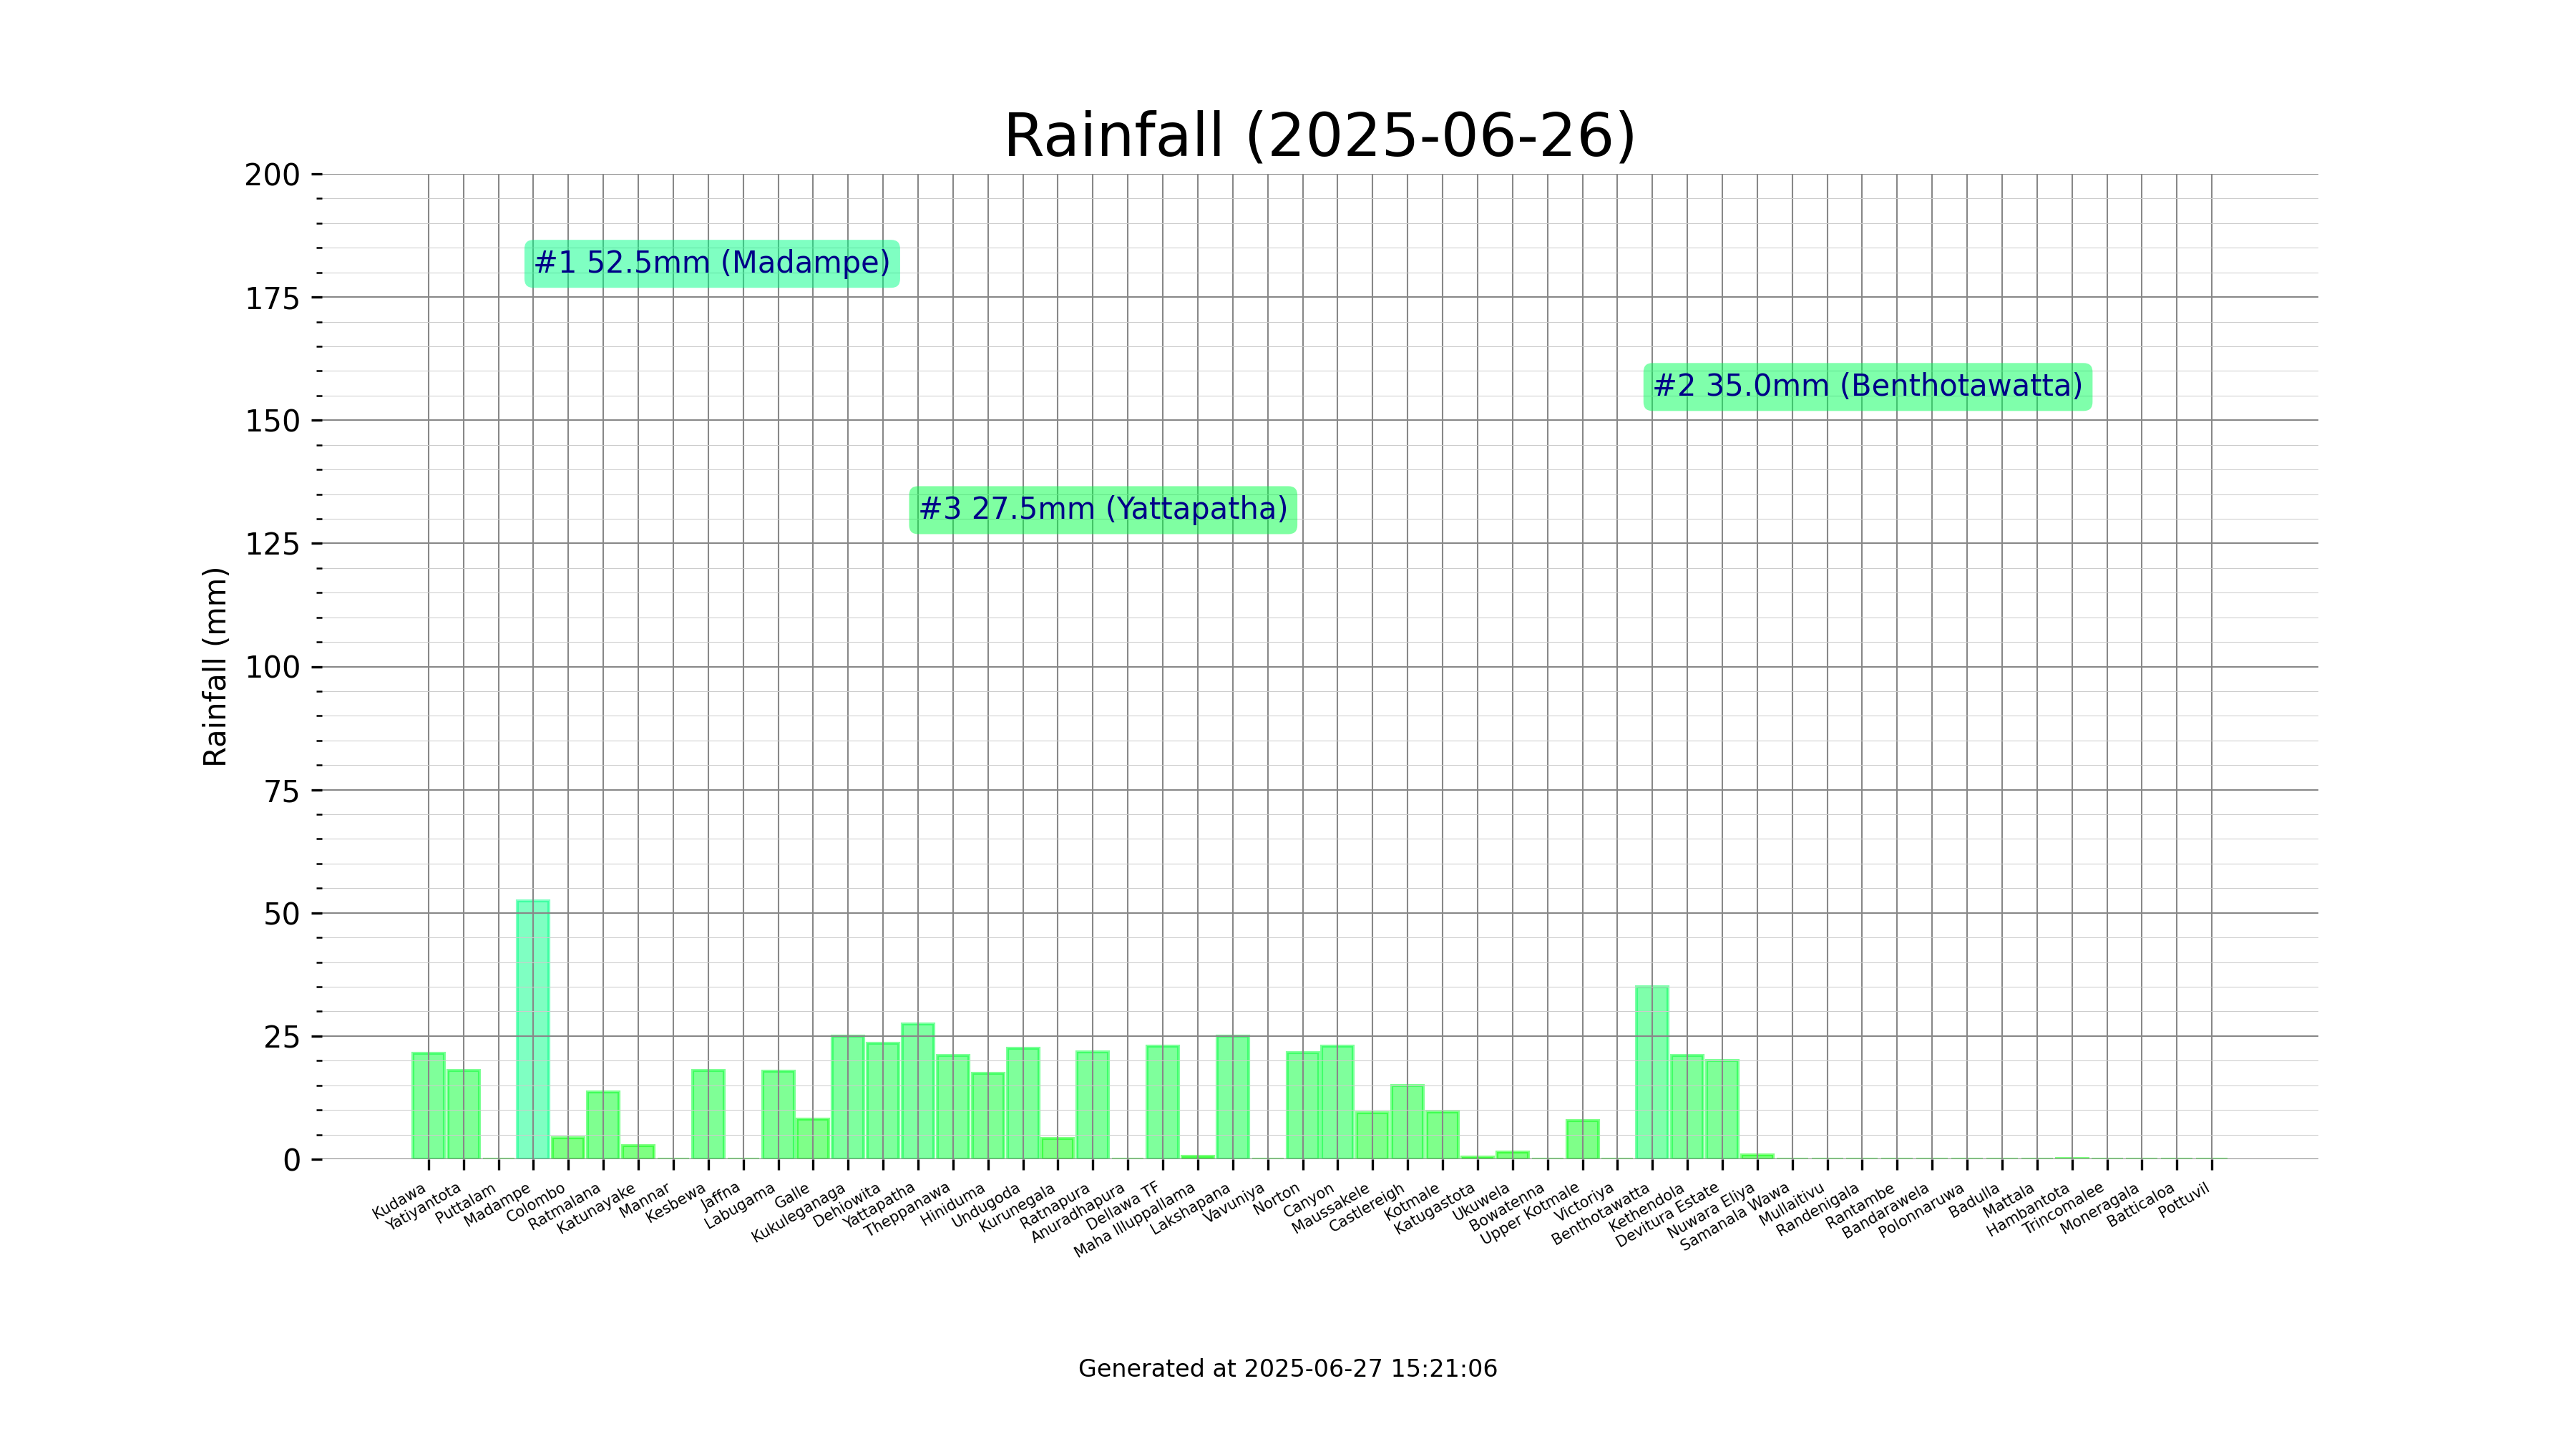 Rainfall (2025-06-26)
200
175
150
125
100
75
50
25
0
Rainfall (mm)
#1 52.5mm (Madampe)
#2 35.0mm (Benthotawatta)
#3 27.5mm (Yattapatha)
Kudawa
Yatiyantota
Puttalam
Madampe
Colombo
Ratmalana
Katunayake
Mannar
Kesbewa
Jaffna
Labugama
Galle
Kukuleganaga
Dehiowita
Yattapatha
Theppanawa
Hiniduma
Undugoda
Kurunegala
Ratnapura
Anuradhapura
Dellawa TF
Maha Illuppallama
Lakshapana
Vavuniya
Norton
Canyon
Maussakele
Castlereigh
Kotmale
Katugastota
Ukuwela
Bowatenna
Upper Kotmale
Victoriya
Benthotawatta
Kethendola
Devitura Estate
Nuwara Eliya
Samanala Wawa
Mullaitivu
Randenigala
Rantambe
Bandarawela
Polonnaruwa
Badulla
Mattala
Hambantota
Trincomalee
Moneragala
Batticaloa
Pottuvil
Generated at 2025-06-27 15:21:06